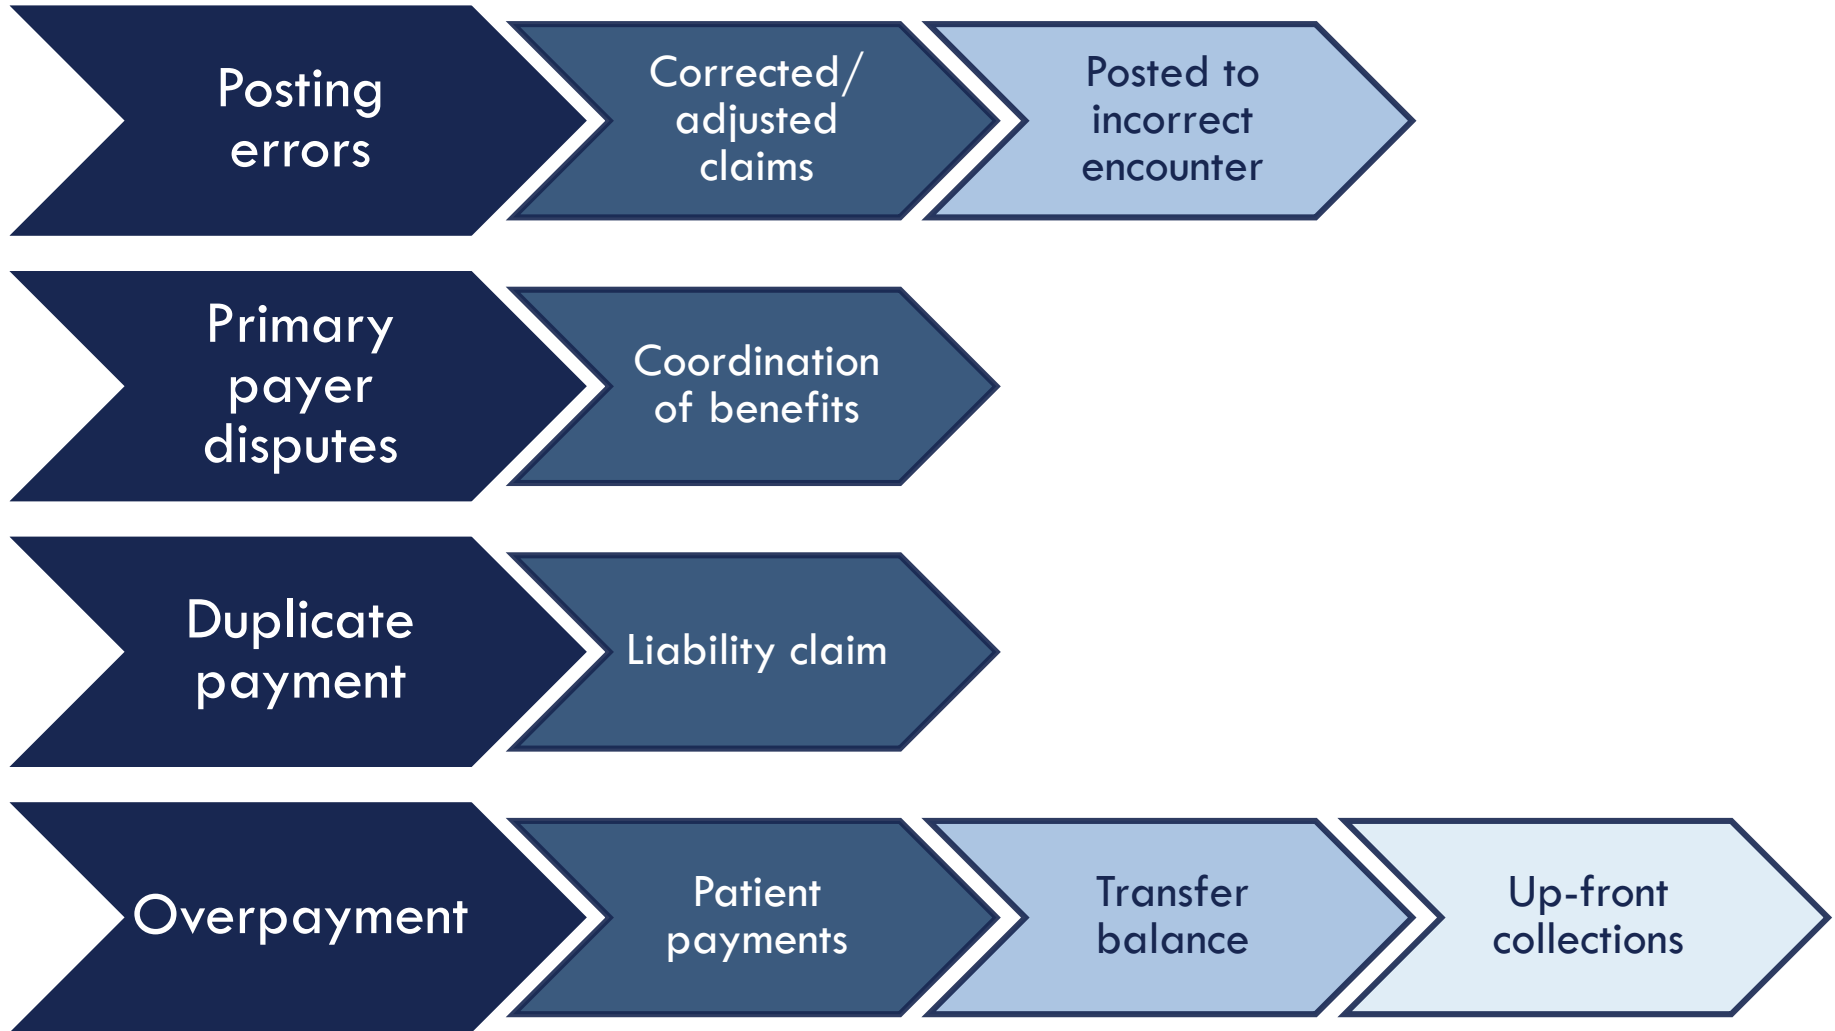 Posting
errors
Corrected/
adjusted
claims
Posted to
incorrect
encounter
Primary
payer
disputes
Coordination
of benefits
Duplicate
payment
Liability claim
Overpayment
Patient
payments
Transfer
balance
Up-front
collections